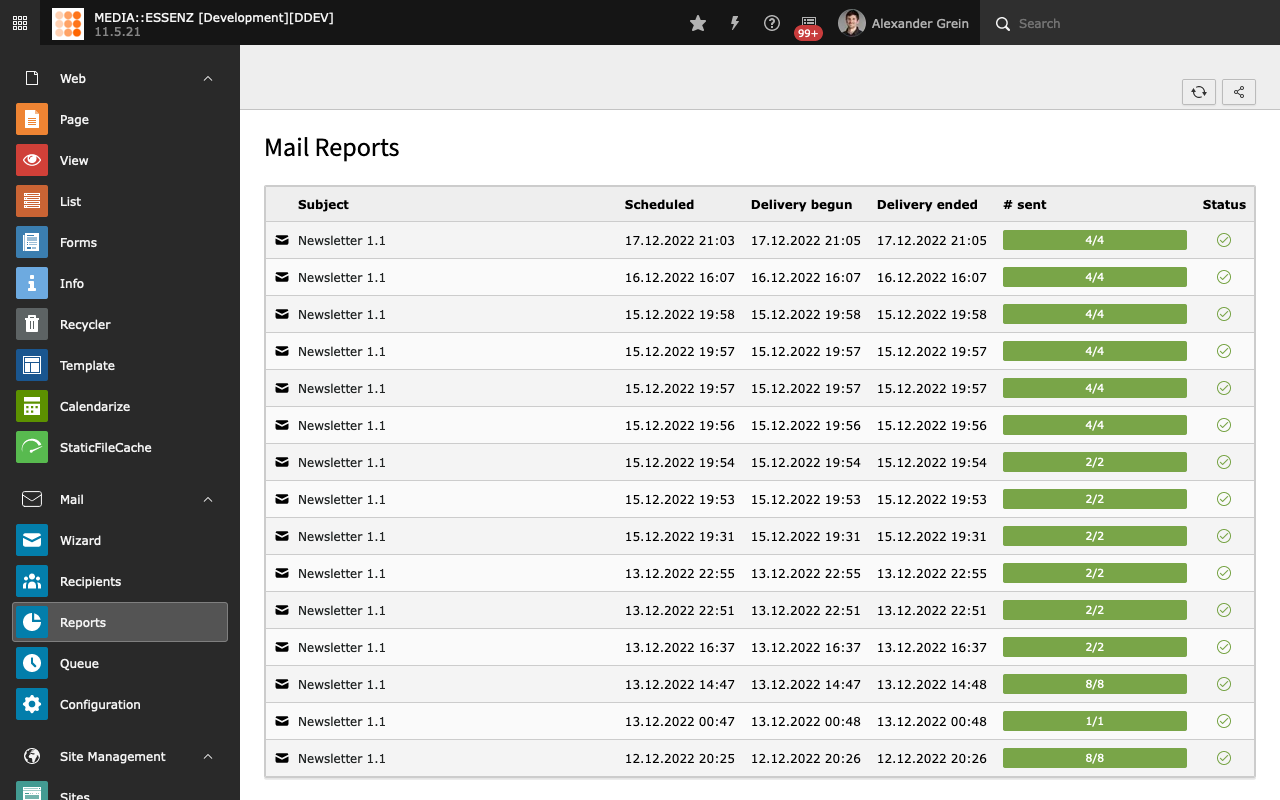 MEDIA::ESSENZ [Development][DDEV]
11.5.21
99+
Alexander Grein
Search
Web
Page
View
List
Forms
Info
Recycler
Template
Calendarize
StaticFileCache
Mail
Wizard
Recipients
Reports
Queue
Configuration
Site Management
Sites
Mail Reports
Subject Scheduled Delivery begun Delivery ended # sent Status
Newsletter 1.1 17.12.2022 21:03 17.12.2022 21:05 17.12.2022 21:05 4/4
Newsletter 1.1 16.12.2022 16:07 16.12.2022 16:07 16.12.2022 16:07 4/4
Newsletter 1.1 15.12.2022 19:58 15.12.2022 19:58 15.12.2022 19:58 4/4
Newsletter 1.1 15.12.2022 19:57 15.12.2022 19:57 15.12.2022 19:57 4/4
Newsletter 1.1 15.12.2022 19:57 15.12.2022 19:57 15.12.2022 19:57 4/4
Newsletter 1.1 15.12.2022 19:56 15.12.2022 19:56 15.12.2022 19:56 4/4
Newsletter 1.1 15.12.2022 19:54 15.12.2022 19:54 15.12.2022 19:54 2/2
Newsletter 1.1 15.12.2022 19:53 15.12.2022 19:53 15.12.2022 19:53 2/2
Newsletter 1.1 15.12.2022 19:31 15.12.2022 19:31 15.12.2022 19:31 2/2
Newsletter 1.1 13.12.2022 22:55 13.12.2022 22:55 13.12.2022 22:55 2/2
Newsletter 1.1 13.12.2022 22:51 13.12.2022 22:51 13.12.2022 22:51 2/2
Newsletter 1.1 13.12.2022 16:37 13.12.2022 16:37 13.12.2022 16:37 2/2
Newsletter 1.1 13.12.2022 14:47 13.12.2022 14:47 13.12.2022 14:48 8/8
Newsletter 1.1 13.12.2022 00:47 13.12.2022 00:48 13.12.2022 00:48 1/1
Newsletter 1.1 12.12.2022 20:25 12.12.2022 20:26 12.12.2022 20:26 8/8